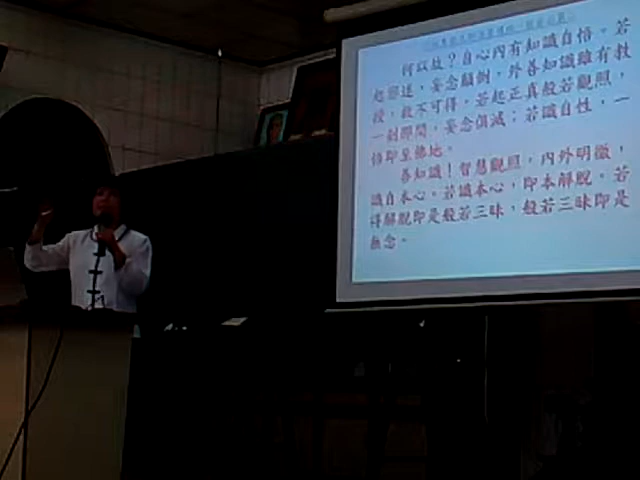 何以故？自心內有知識自悟。若
起邪迷，妄念顛倒，外善知識雖有教
授，救不可得。若起正真般若觀照，
一剎那間，妄念俱滅；若識自性，一
悟即至佛地。
善知識！智慧觀照，內外明徹，
識自本心。若識本心，即本解脫。若
得解脫即是般若三昧，般若三昧即是
無念。